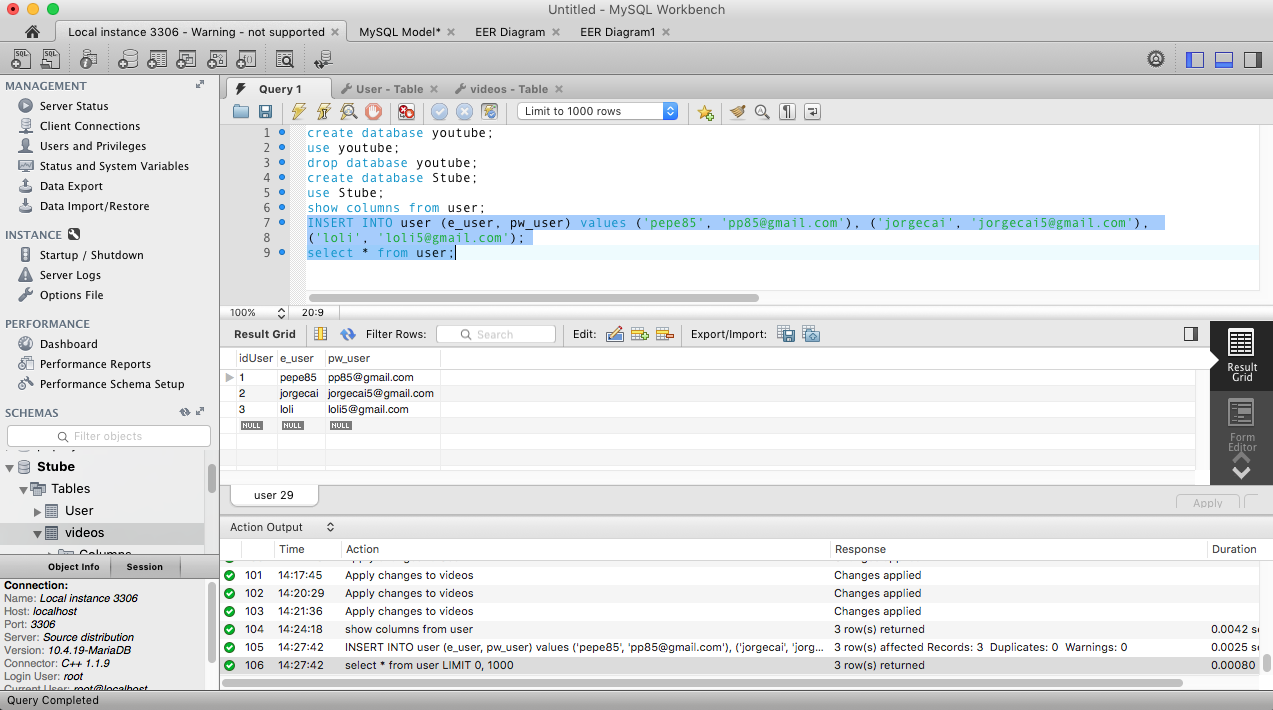 Untitled - MySQL Workbench
Local instance 3306 - Warning - not supported
MySQL Model*
EER Diagram
EER Diagram1
MANAGEMENT
Server Status
Client Connections
Users and Privileges
Status and System Variables
Data Export
Data Import/Restore
INSTANCE
Startup / Shutdown
Server Logs
Options File
PERFORMANCE
Dashboard
Performance Reports
Performance Schema Setup
SCHEMAS
Filter objects
Stube
Tables
User
videos
Columns
Object Info Session
Connection:
Name: Local instance 3306
Host: localhost
Port: 3306
Server: Source distribution
Version: 10.4.19-MariaDB
Connector: C++ 1.1.9
Login User: root
Current User: root@localhost
Query 1
User - Table
videos - Table
Limit to 1000 rows
1 create database youtube;
2 use youtube;
3 drop database youtube;
4 create database Stube;
5 use Stube;
6 show columns from user;
7 INSERT INTO user (e_user, pw_user) values ('pepe85', 'pp85@gmail.com'), ('jorgecai', 'jorgecai5@gmail.com'),
8 ('loli', 'loli5@gmail.com');
9 select * from user;
100% 20:9
Result Grid Filter Rows: Search Edit: Export/Import:
idUser e_user pw_user
1 pepe85 pp85@gmail.com
2 jorgecai jorgecai5@gmail.com
3 loli loli5@gmail.com
NULL NULL NULL
Result
Grid
Form
Editor
user 29
Apply
Action Output
Time Action Response Duration
101 14:17:45 Apply changes to videos Changes applied
102 14:20:29 Apply changes to videos Changes applied
103 14:21:36 Apply changes to videos Changes applied
104 14:24:18 show columns from user 3 row(s) returned 0.0042 se
105 14:27:42 INSERT INTO user (e_user, pw_user) values ('pepe85', 'pp85@gmail.com'), ('jorgecai', 'jorg... 3 row(s) affected Records: 3 Duplicates: 0 Warnings: 0 0.0025 se
106 14:27:42 select * from user LIMIT 0, 1000 3 row(s) returned 0.00080
Query Completed